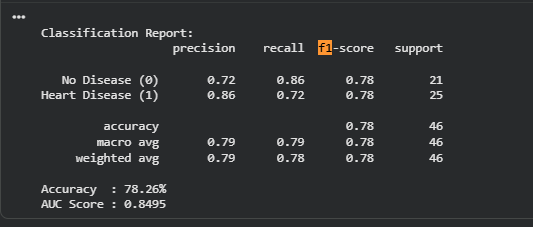 •••
Classification Report:
precision recall f1-score support
No Disease (0) 0.72 0.86 0.78 21
Heart Disease (1) 0.86 0.72 0.78 25
accuracy 0.78 46
macro avg 0.79 0.79 0.78 46
weighted avg 0.79 0.78 0.78 46
Accuracy : 78.26%
AUC Score : 0.8495